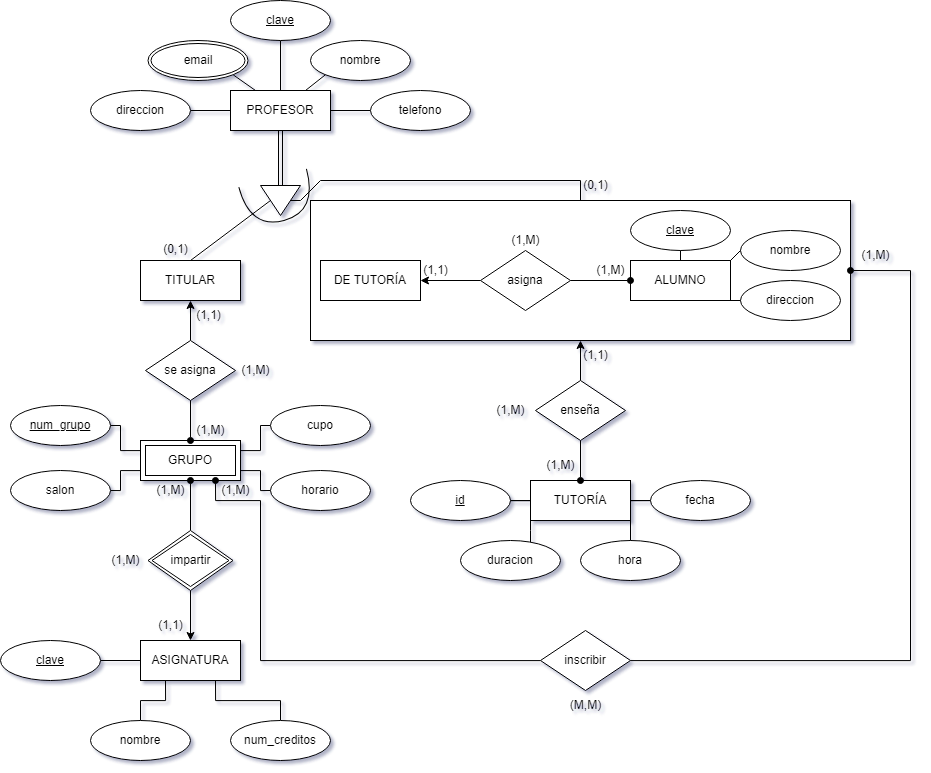 clave
email
nombre
direccion
PROFESOR
telefono
(0,1)
(0,1)
clave
(1,M)
nombre
(1,M)
DE TUTORÍA
(1,1)
asigna
(1,M)
ALUMNO
direccion
TITULAR
(1,1)
(1,1)
se asigna
(1,M)
enseña
(1,M)
num_grupo
(1,M)
cupo
GRUPO
(1,M)
salon
(1,M)
(1,M)
horario
id
TUTORÍA
fecha
(1,M)
impartir
duracion
hora
(1,1)
clave
ASIGNATURA
inscribir
(M,M)
nombre
num_creditos